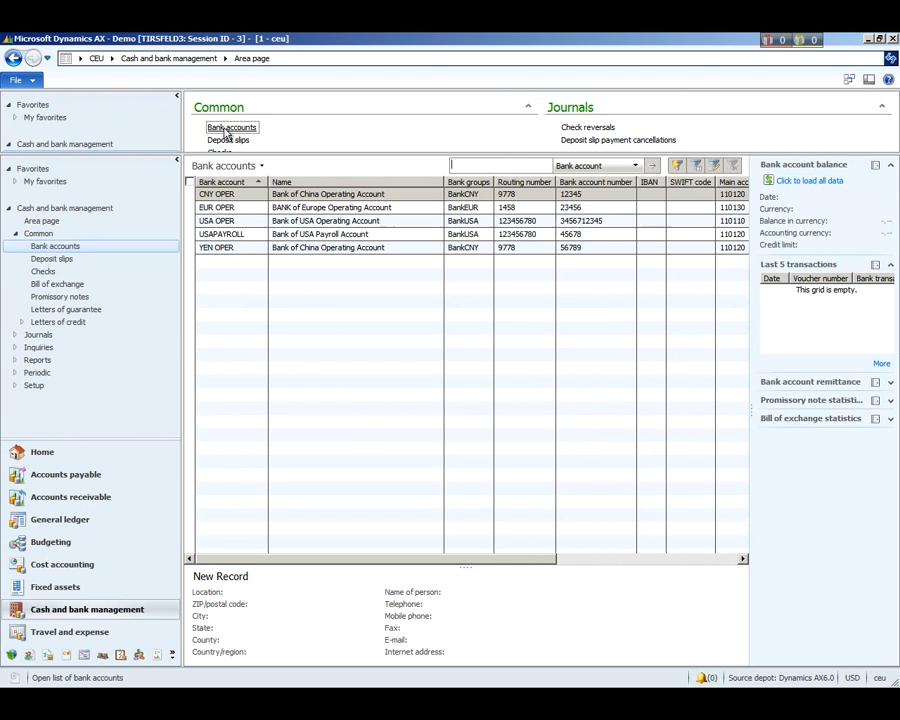 Microsoft Dynamics AX - Demo [TIRSFELD3: Session ID - 3] - [1 - ceu]
0 0
CEU Cash and bank management Area page
File
Favorites
My favorites
Cash and bank management
Common
Bank accounts
Deposit slips
Journals
Check reversals
Deposit slip payment cancellations
Favorites
My favorites
Cash and bank management
Area page
Common
Bank accounts
Deposit slips
Checks
Bill of exchange
Promissory notes
Letters of guarantee
Letters of credit
Journals
Inquiries
Reports
Periodic
Setup
Home
Accounts payable
Accounts receivable
General ledger
Budgeting
Cost accounting
Fixed assets
Cash and bank management
Travel and expense
Bank accounts
Bank account
Bank account Name Bank groups Routing number Bank account number IBAN SWIFT code Main acc
CNY OPER Bank of China Operating Account BankCNY 9778 12345 110120
EUR OPER BANK of Europe Operating Account BankEUR 1458 23456 110130
USA OPER Bank of USA Operating Account BankUSA 123456780 3456712345 110110
USAPAYROLL Bank of USA Payroll Account BankUSA 123456780 45678 110120
YEN OPER Bank of China Operating Account BankCNY 9778 56789 110120
New Record
Location: Name of person:
ZIP/postal code: Telephone:
City: Mobile phone:
State: Fax:
County: E-mail:
Country/region: Internet address:
Bank account balance
Click to load all data
Date:
Currency:
Balance in currency: -.--
Accounting currency: -.--
Credit limit:
Last 5 transactions
Date Voucher number Bank transa
This grid is empty.
More
Bank account remittance
Promissory note statisti...
Bill of exchange statistics
Open list of bank accounts
(0) Source depot: Dynamics AX6.0 USD ceu